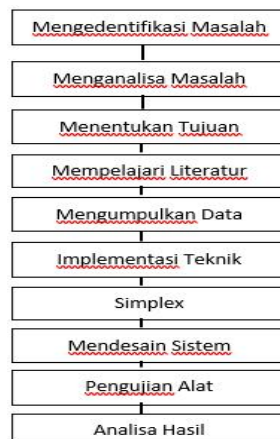 Mengedentifikasi Masalah
Menganalisa Masalah
Menentukan Tujuan
Mempelajari Literatur
Mengumpulkan Data
Implementasi Teknik
Simplex
Mendesain Sistem
Pengujian Alat
Analisa Hasil